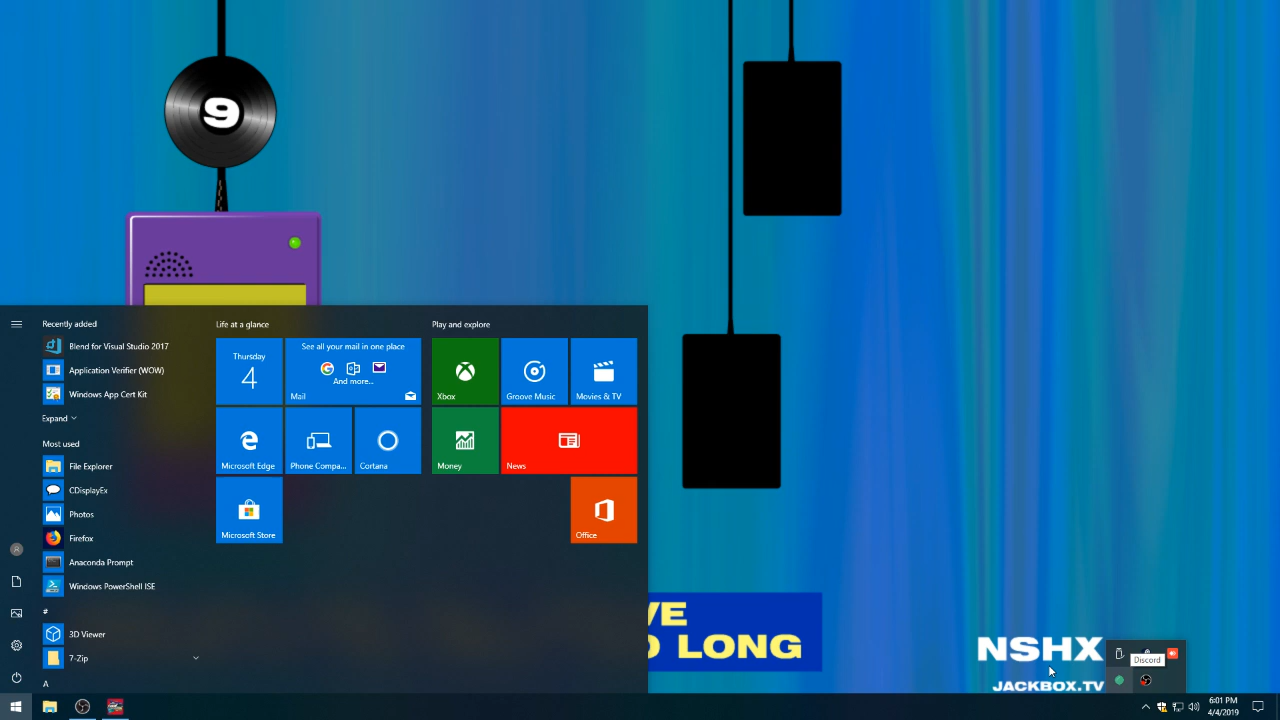 9
Recently added
Blend for Visual Studio 2017
Application Verifier (WOW)
Windows App Cert Kit
Expand
Most used
File Explorer
CDisplayEx
Photos
Firefox
Anaconda Prompt
Windows PowerShell ISE
#
3D Viewer
7-Zip
A
Life at a glance
Thursday
4
See all your mail in one place
And more...
Mail
Microsoft Edge
Phone Compa...
Cortana
Microsoft Store
Play and explore
Xbox
Groove Music
Movies & TV
Money
News
Office
VE
O LONG
NSHX
JACKBOX.TV
Discord
6:01 PM
4/4/2019